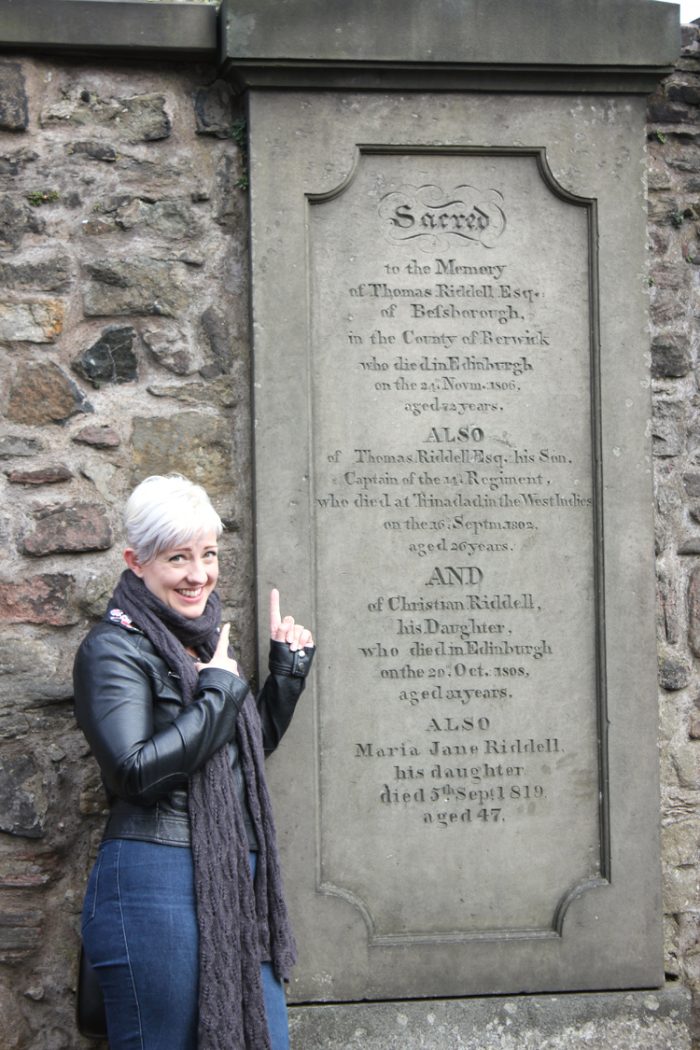 Sacred
to the Memory
of Thomas Riddell Esq.
of Befsborough,
in the County of Berwick
who died in Edinburgh
on the 24. Novm. 1806,
aged 72 years,
ALSO
of Thomas Riddell Esq. his Son,
Captain of the 14. Regiment,
who died at Trinadad in the West Indies
on the 16. Septm. 1802,
aged 26 years.
AND
of Christian Riddell,
his Daughter,
who died in Edinburgh
on the 20. Oct. 1808,
aged 31 years.
ALSO
Maria Jane Riddell,
his daughter
died 5th Sept 1819,
aged 47.